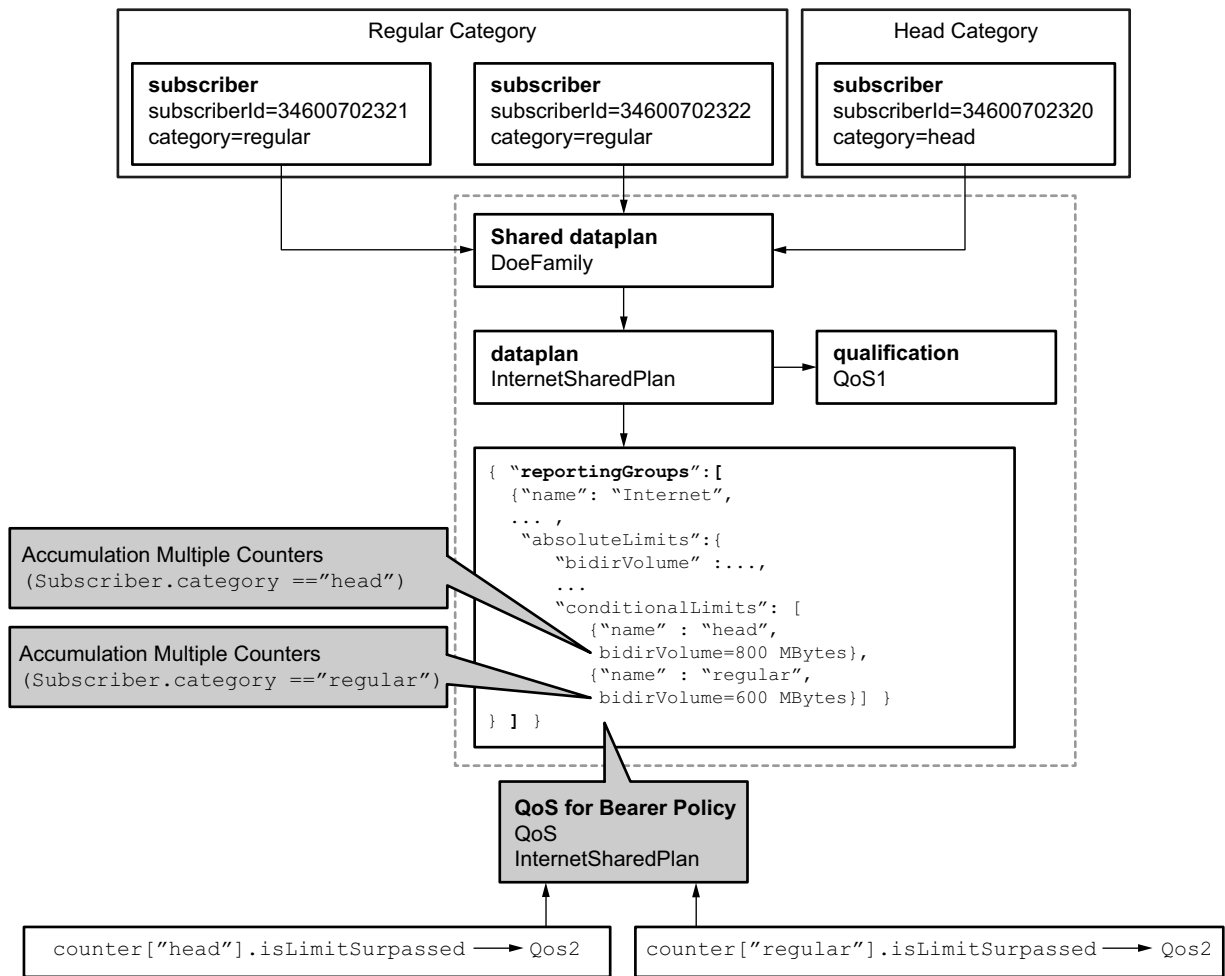 Regular Category
Head Category
subscriber
subscriberId=34600702321
category=regular
subscriber
subscriberId=34600702322
category=regular
subscriber
subscriberId=34600702320
category=head
Shared dataplan
DoeFamily
dataplan
InternetSharedPlan
qualification
QoS1
{ “reportingGroups”:[
{“name”: “Internet”,
... ,
“absoluteLimits”:{
“bidirVolume” :...,
...
“conditionalLimits”: [
{“name” : “head”,
bidirVolume=800 MBytes},
{“name” : “regular”,
bidirVolume=600 MBytes}] }
} ] }
Accumulation Multiple Counters
(Subscriber.category ==”head”)
Accumulation Multiple Counters
(Subscriber.category ==”regular”)
QoS for Bearer Policy
QoS
InternetSharedPlan
counter[”head”].isLimitSurpassed → Qos2
counter[”regular”].isLimitSurpassed → Qos2